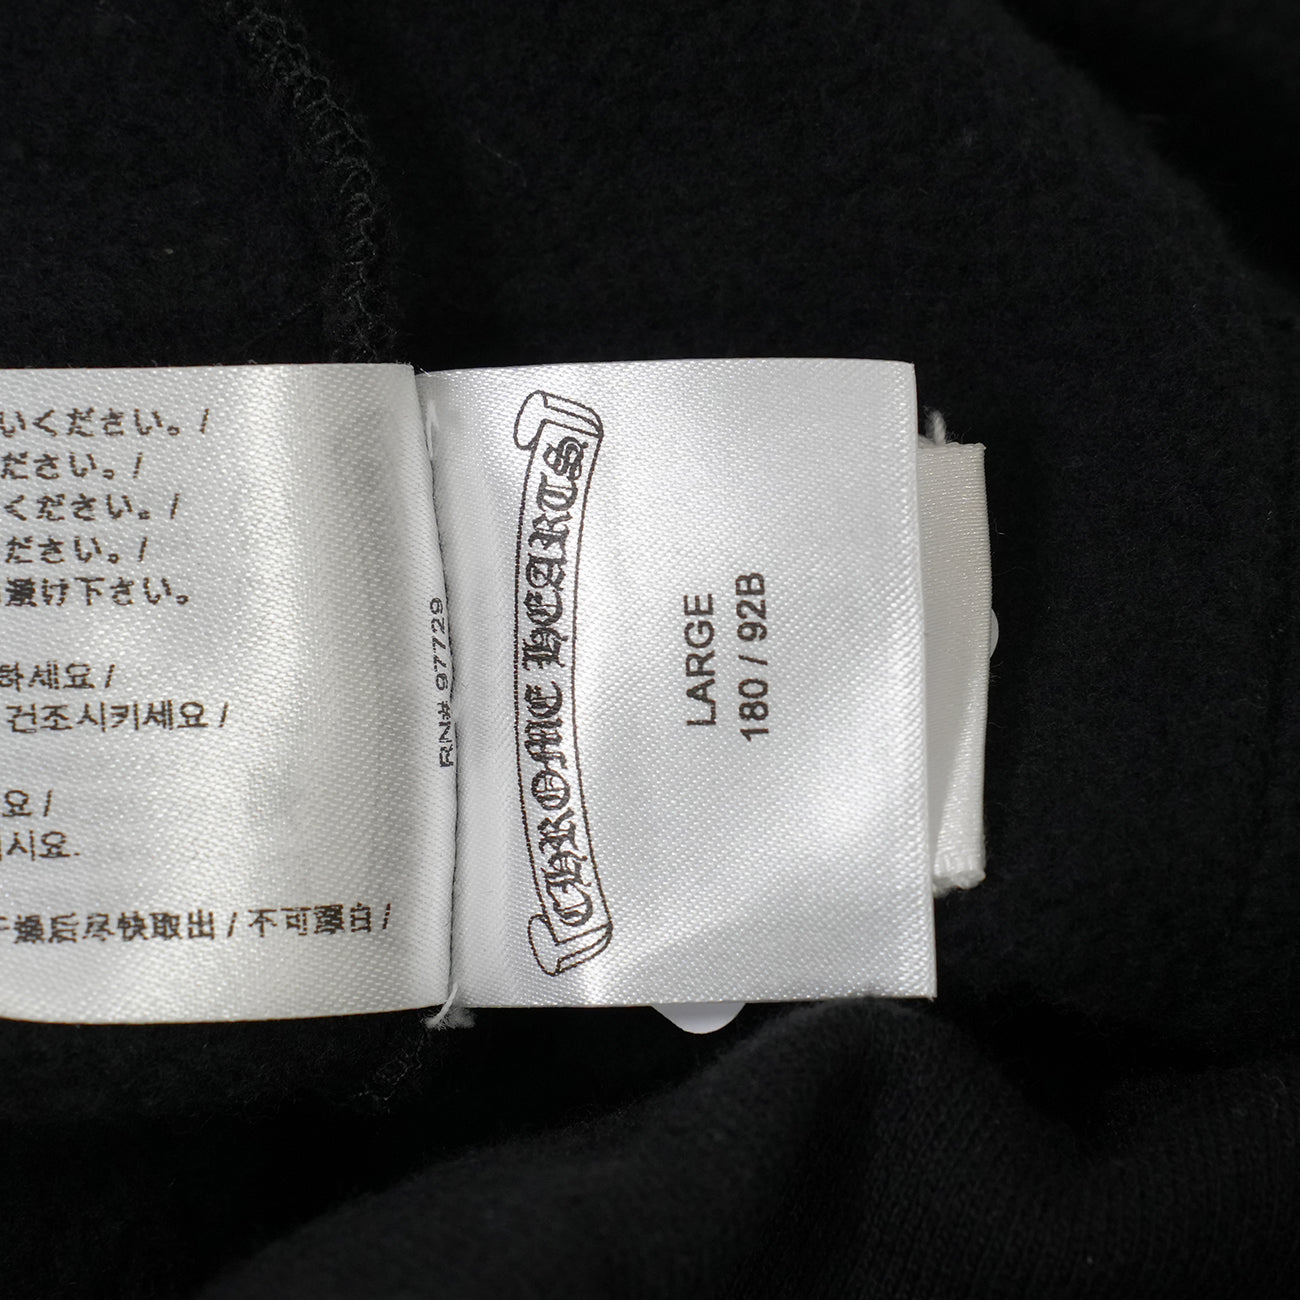 いください。/
ださい。/
ください。/
ださい。/
け下さい。
하세요 /
건조시키세요 /
요 /
시요.
燥后尽快取出 / 不可漂白 /
RN# 97729
CHROME HEARTS
LARGE
180 / 92B